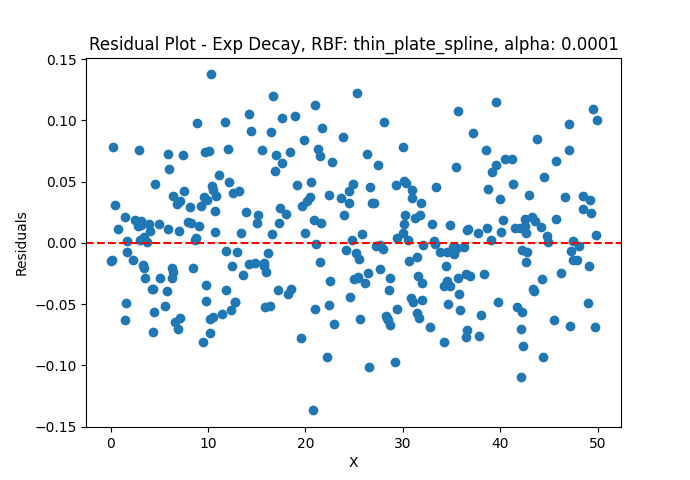 Residual Plot - Exp Decay, RBF: thin_plate_spline, alpha: 0.0001
0.15
0.10
0.05
0.00
−0.05
−0.10
−0.15
Residuals
0 10 20 30 40 50
X